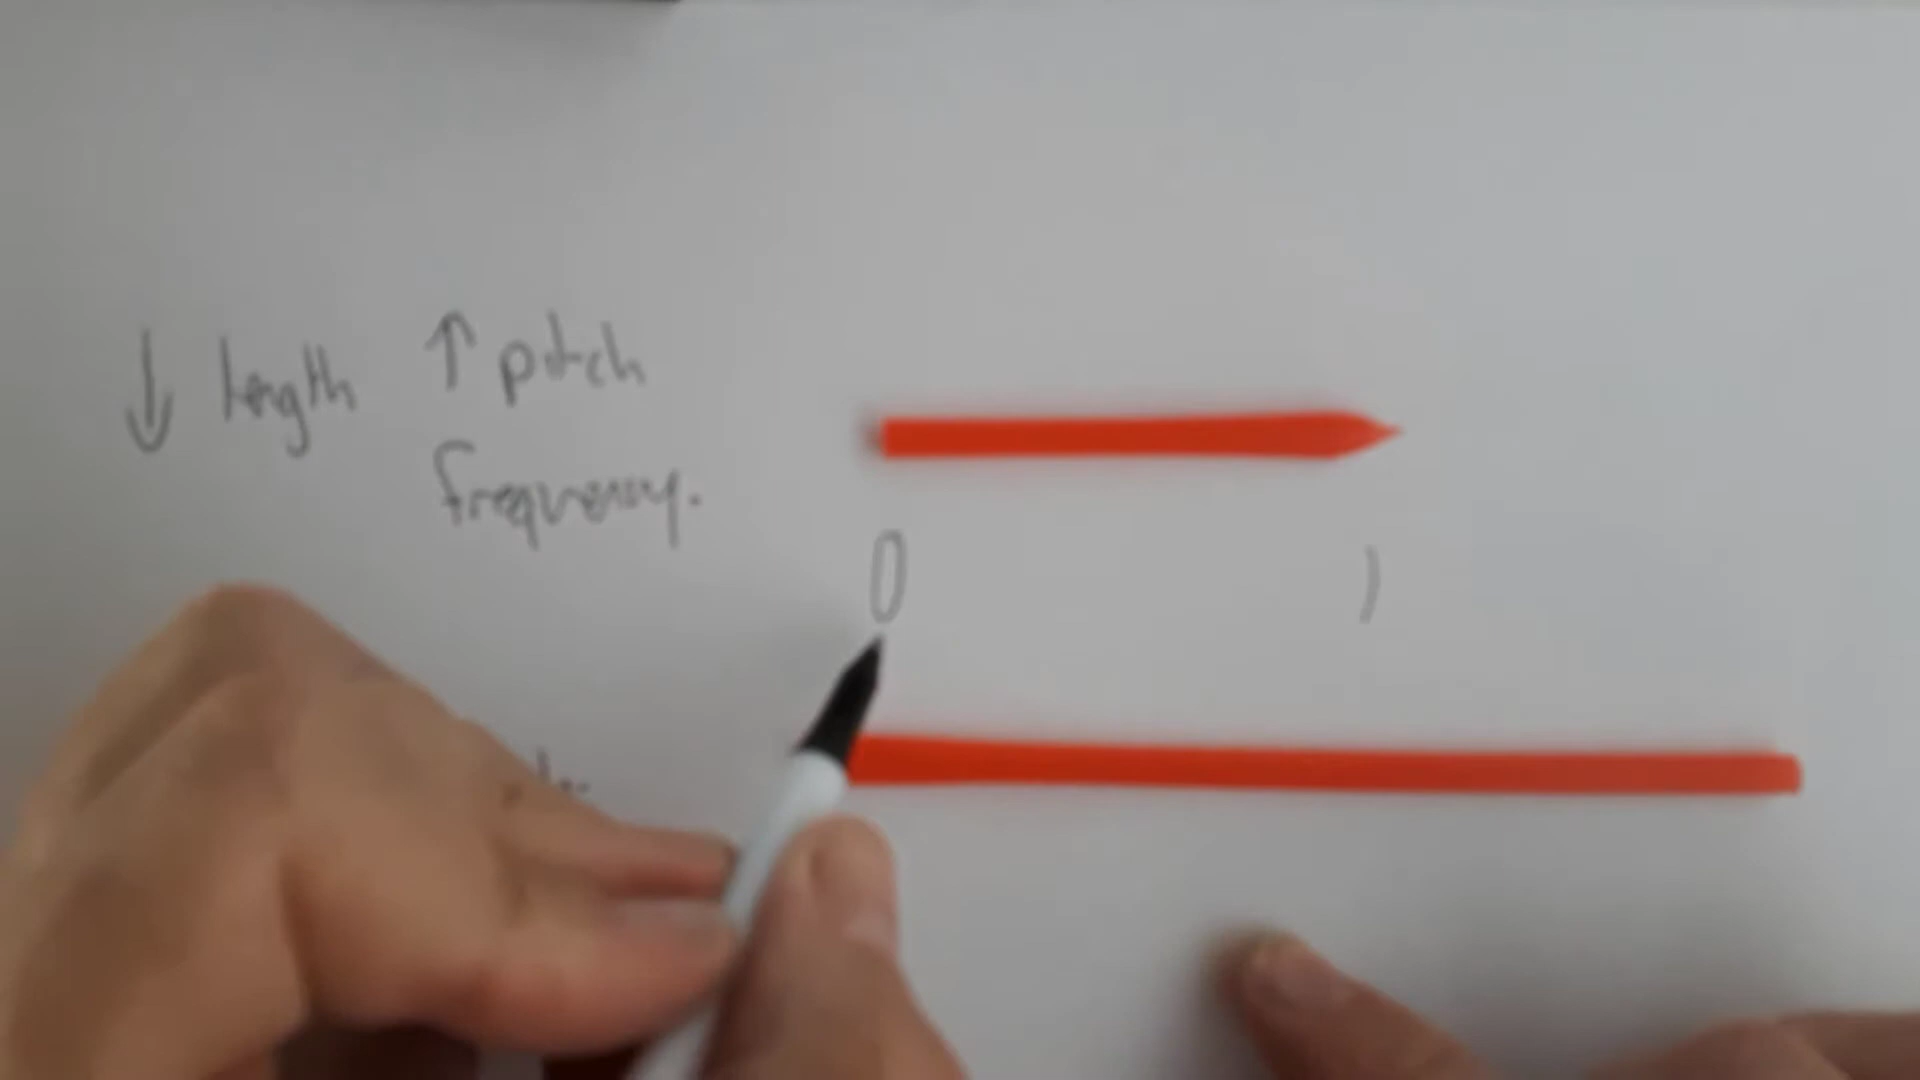 ↓ length ↑ pitch
frequency.
0 1